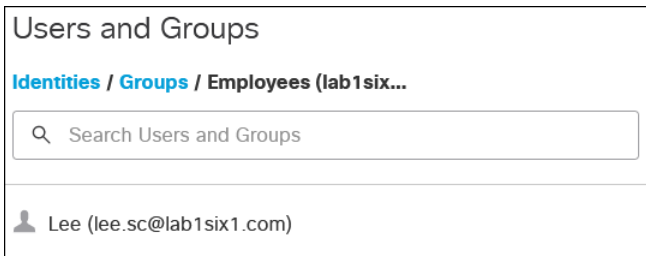 Users and Groups
Identities / Groups / Employees (lab1six...
Search Users and Groups
Lee (lee.sc@lab1six1.com)